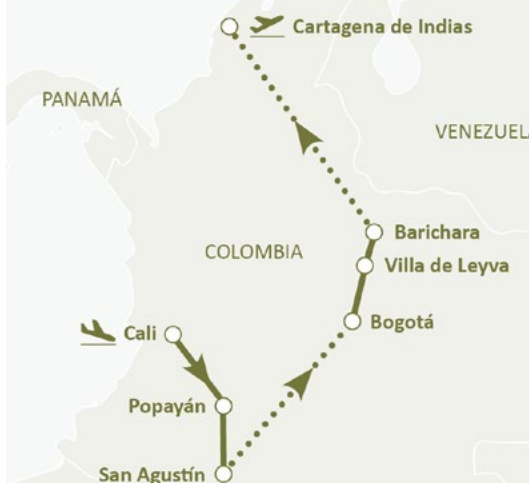 Cartagena de Indias
PANAMÁ
VENEZUELA
Barichara
COLOMBIA
Villa de Leyva
Bogotá
Cali
Popayán
San Agustín